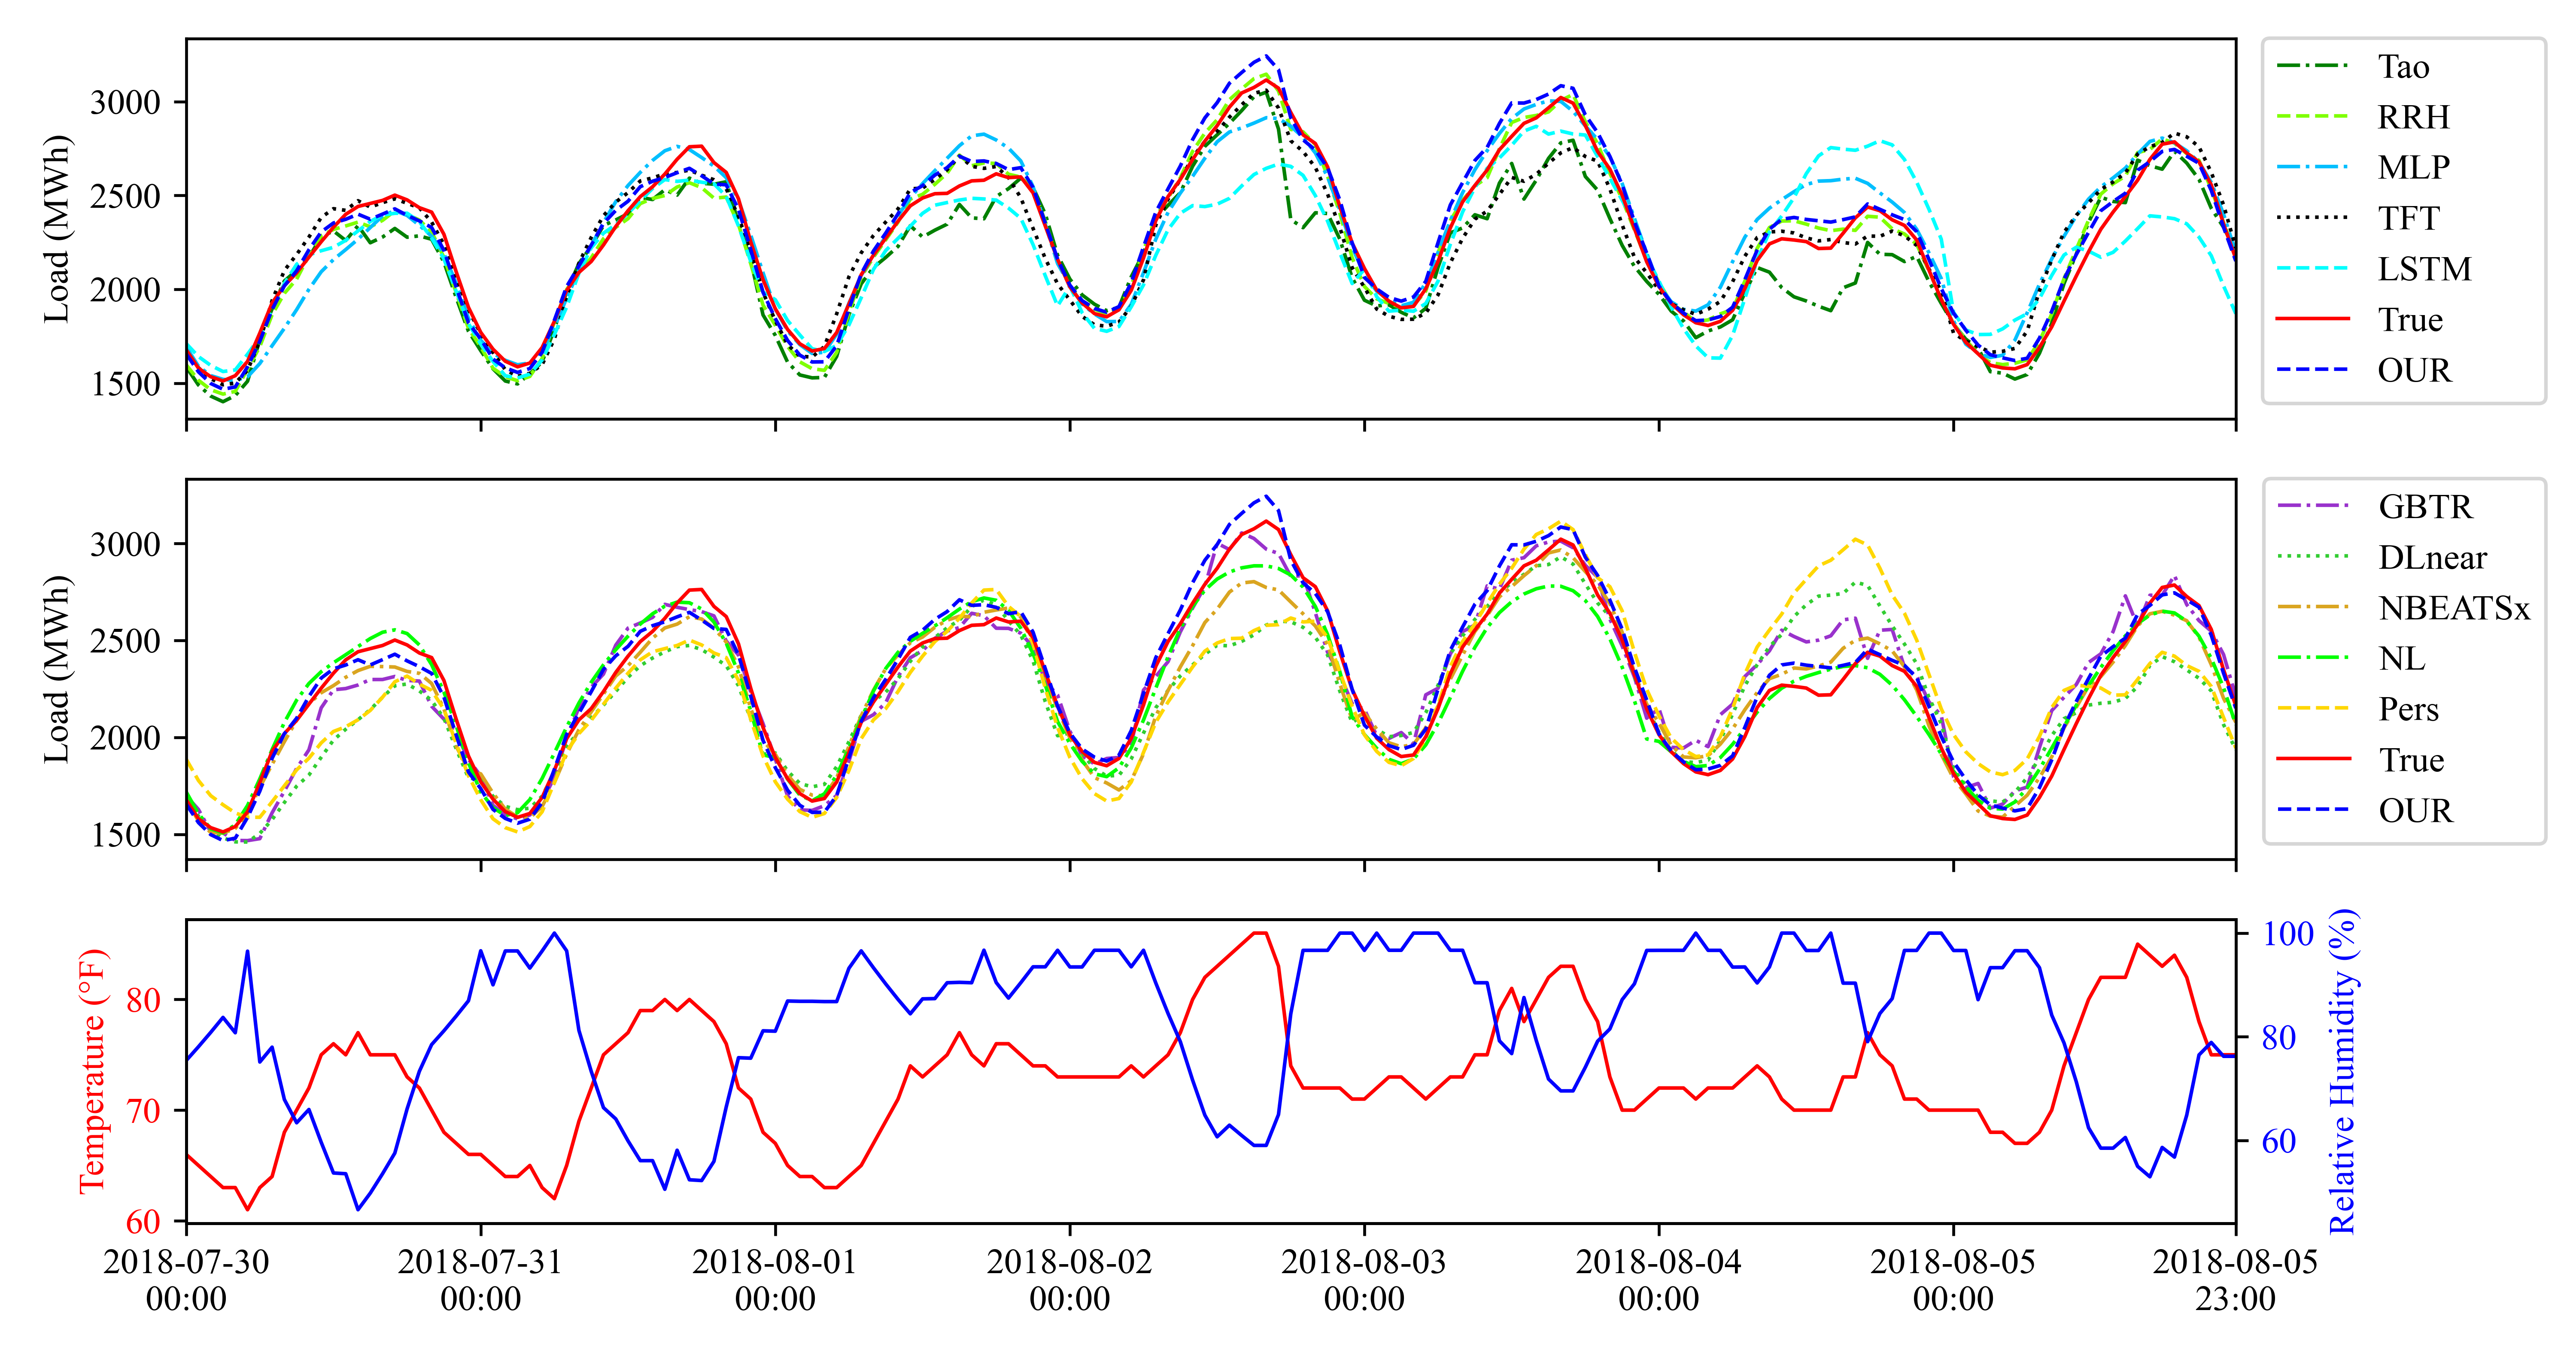 Load (MWh)
3000
2500
2000
1500
Tao
RRH
MLP
TFT
LSTM
True
OUR
Load (MWh)
3000
2500
2000
1500
GBTR
DLnear
NBEATSx
NL
Pers
True
OUR
Temperature (°F)
80
70
60
100
80
60
Relative Humidity (%)
2018-07-30
00:00
2018-07-31
00:00
2018-08-01
00:00
2018-08-02
00:00
2018-08-03
00:00
2018-08-04
00:00
2018-08-05
00:00
2018-08-05
23:00